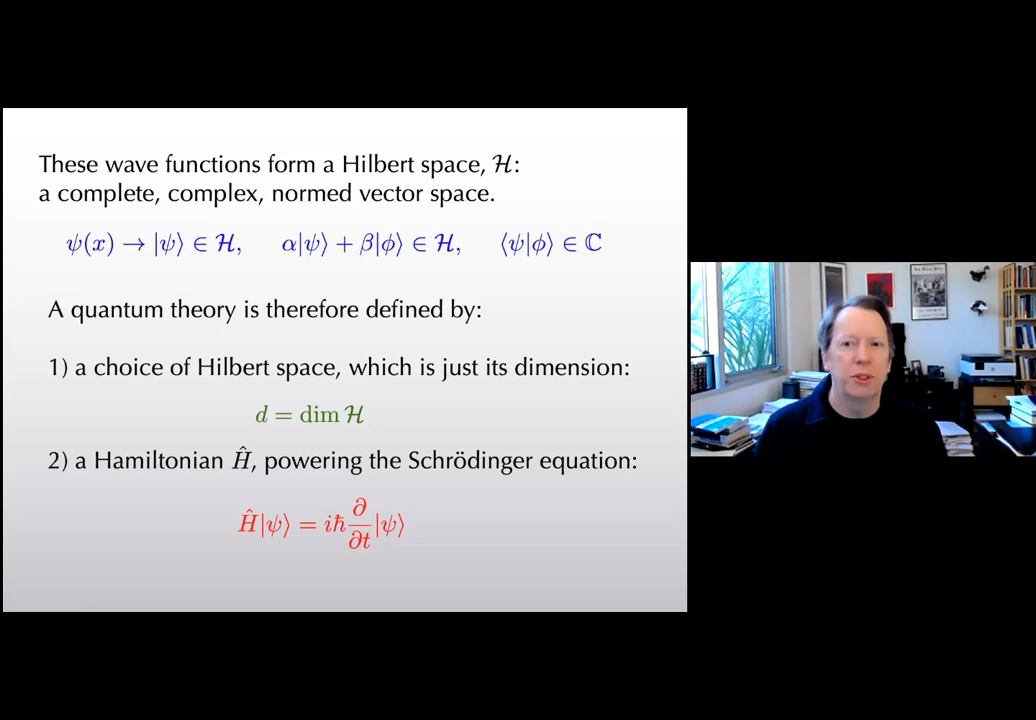 These wave functions form a Hilbert space, ℋ:
a complete, complex, normed vector space.
ψ(x) → |ψ⟩ ∈ ℋ, α|ψ⟩ + β|ϕ⟩ ∈ ℋ, ⟨ψ|ϕ⟩ ∈ ℂ
A quantum theory is therefore defined by:
1) a choice of Hilbert space, which is just its dimension:
d = dim ℋ
2) a Hamiltonian Ĥ, powering the Schrödinger equation:
Ĥ|ψ⟩ = iℏ ∂/∂t |ψ⟩